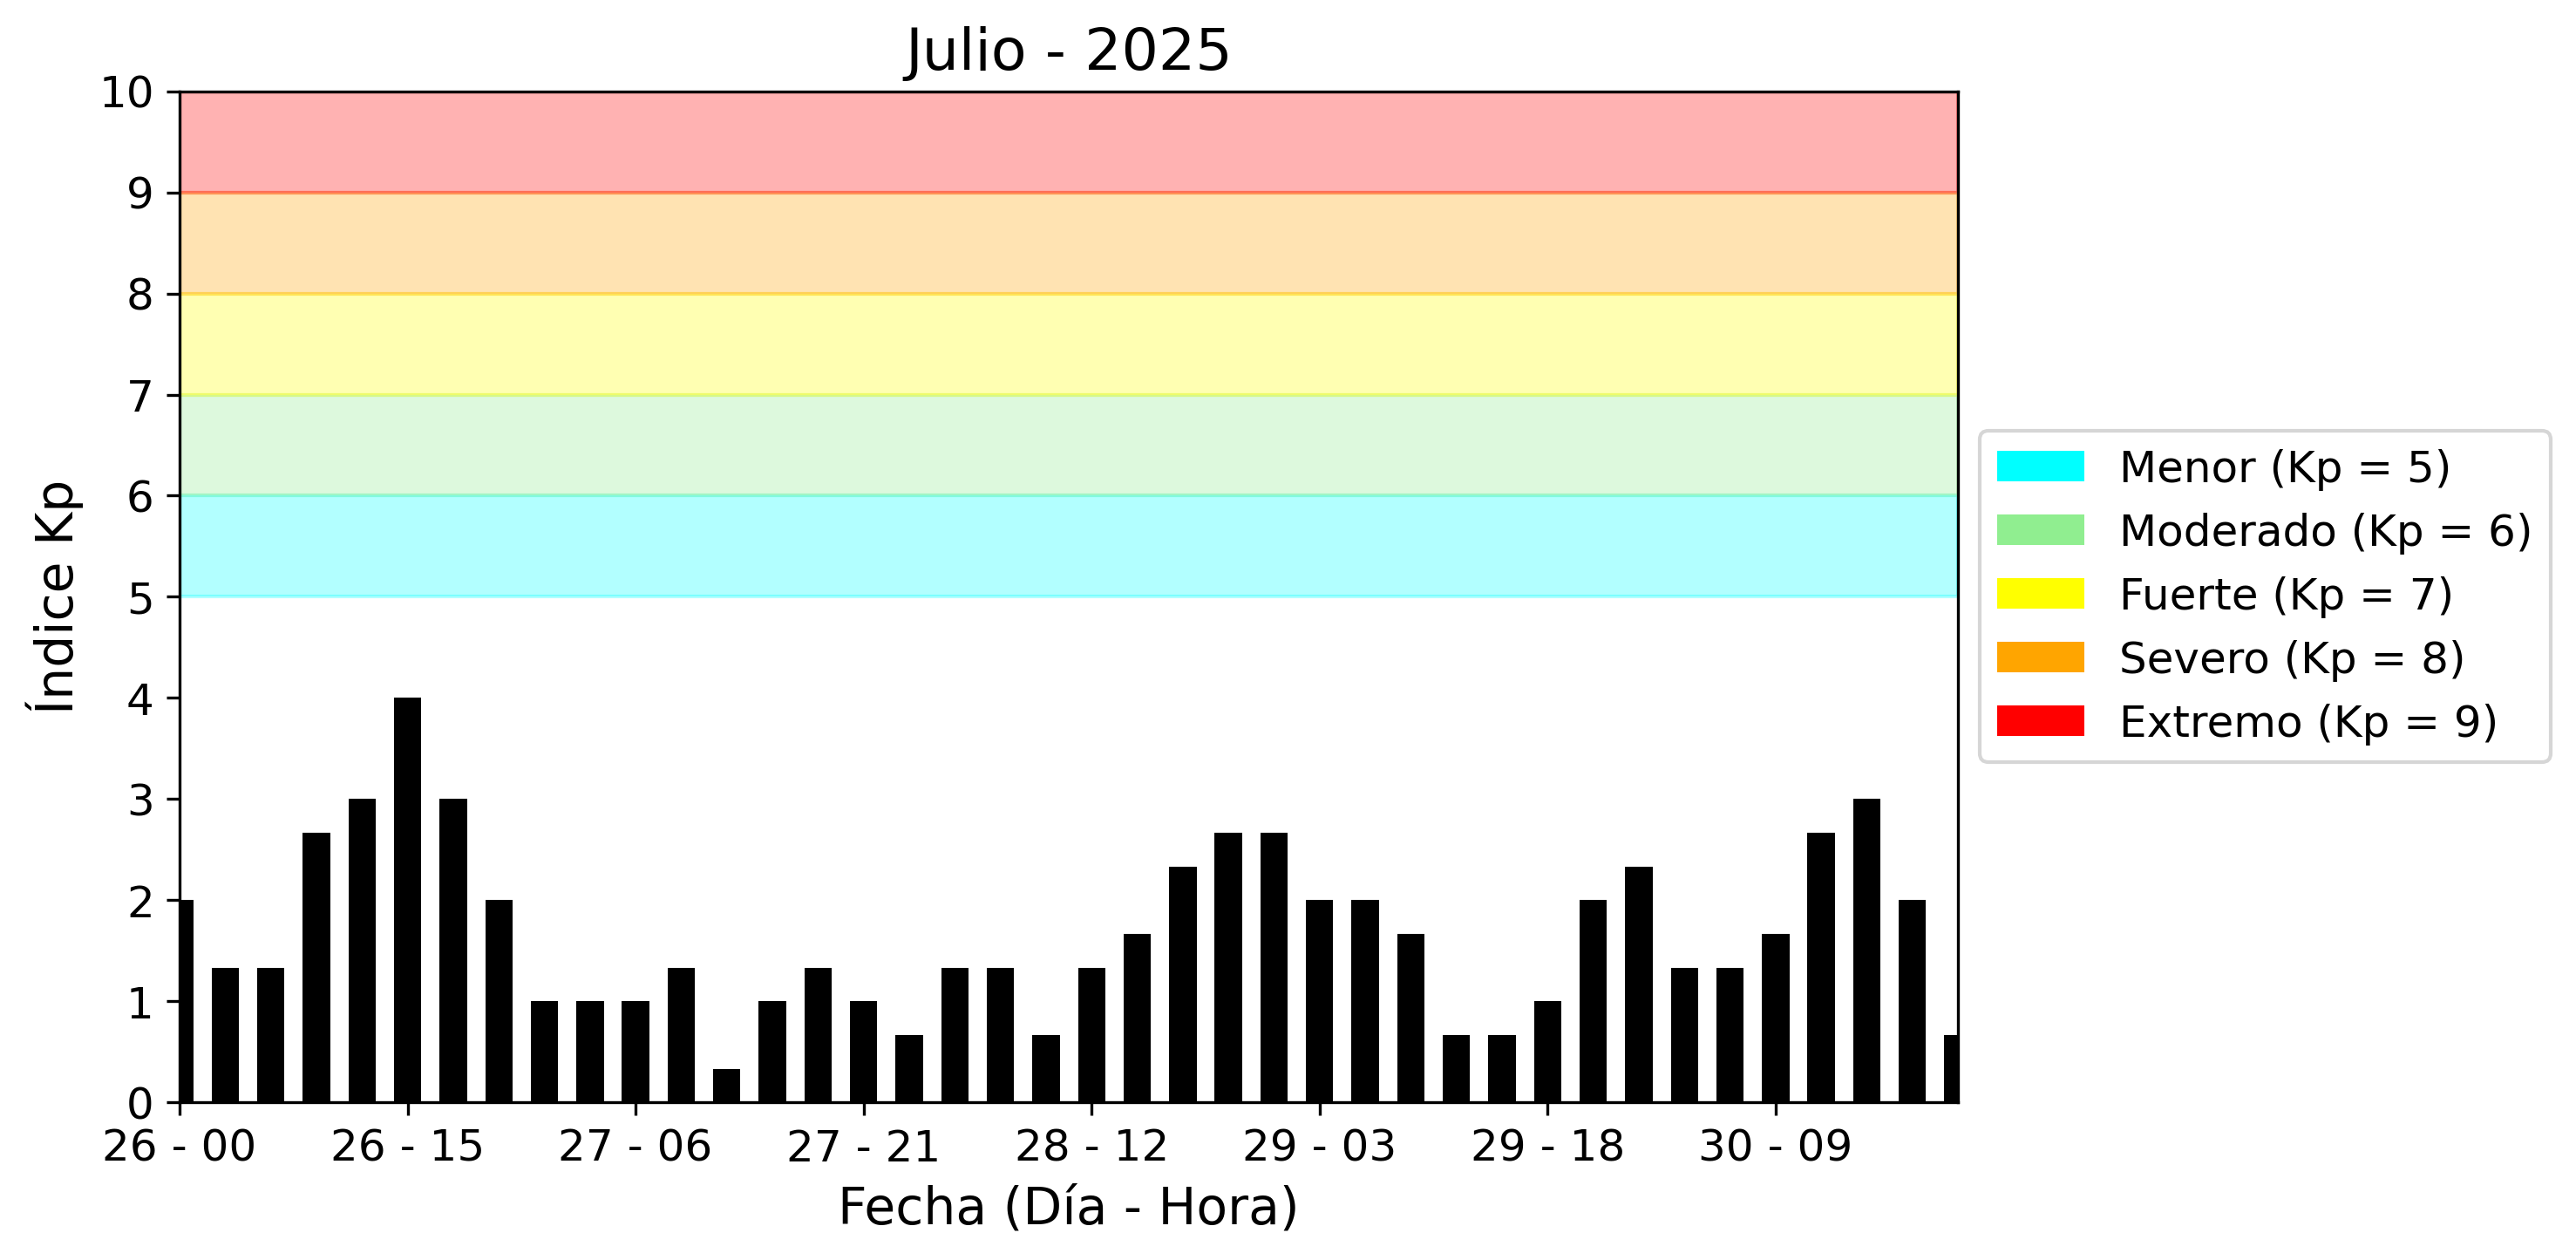 Julio - 2025
10
9
8
7
6
5
4
3
2
1
0
Índice Kp
26 - 00
26 - 15
27 - 06
27 - 21
28 - 12
29 - 03
29 - 18
30 - 09
Fecha (Día - Hora)
Menor (Kp = 5)
Moderado (Kp = 6)
Fuerte (Kp = 7)
Severo (Kp = 8)
Extremo (Kp = 9)